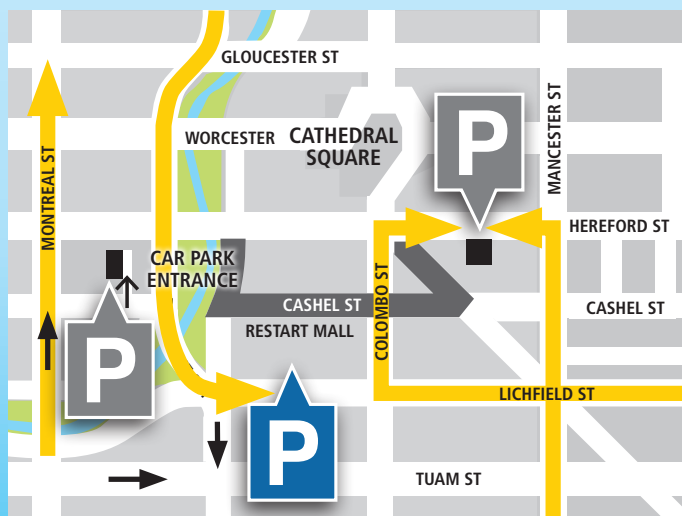 GLOUCESTER ST
MANCESTER ST
WORCESTER
CATHEDRAL
SQUARE
P
MONTREAL ST
HEREFORD ST
CAR PARK
ENTRANCE
COLOMBO ST
CASHEL ST
CASHEL ST
RESTART MALL
P
LICHFIELD ST
P
TUAM ST